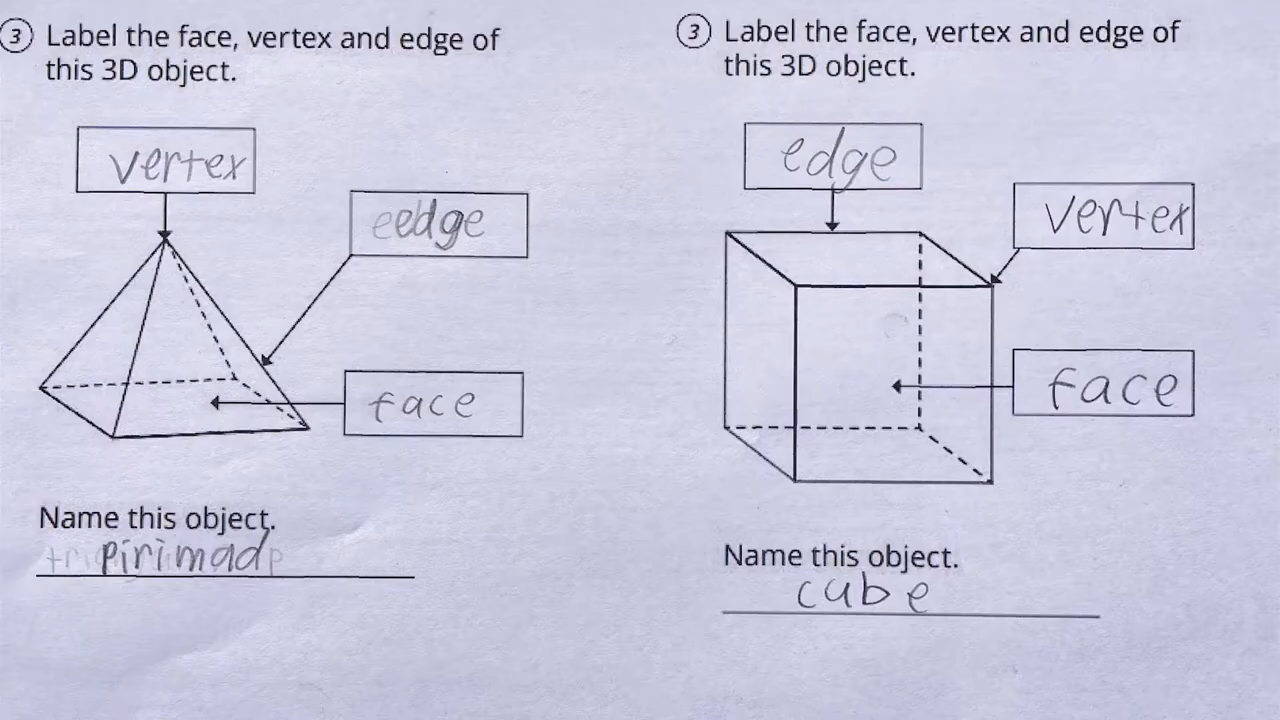 3 Label the face, vertex and edge of
this 3D object.
vertex
edge
face
Name this object.
pirimad
3 Label the face, vertex and edge of
this 3D object.
edge
vertex
face
Name this object.
cube